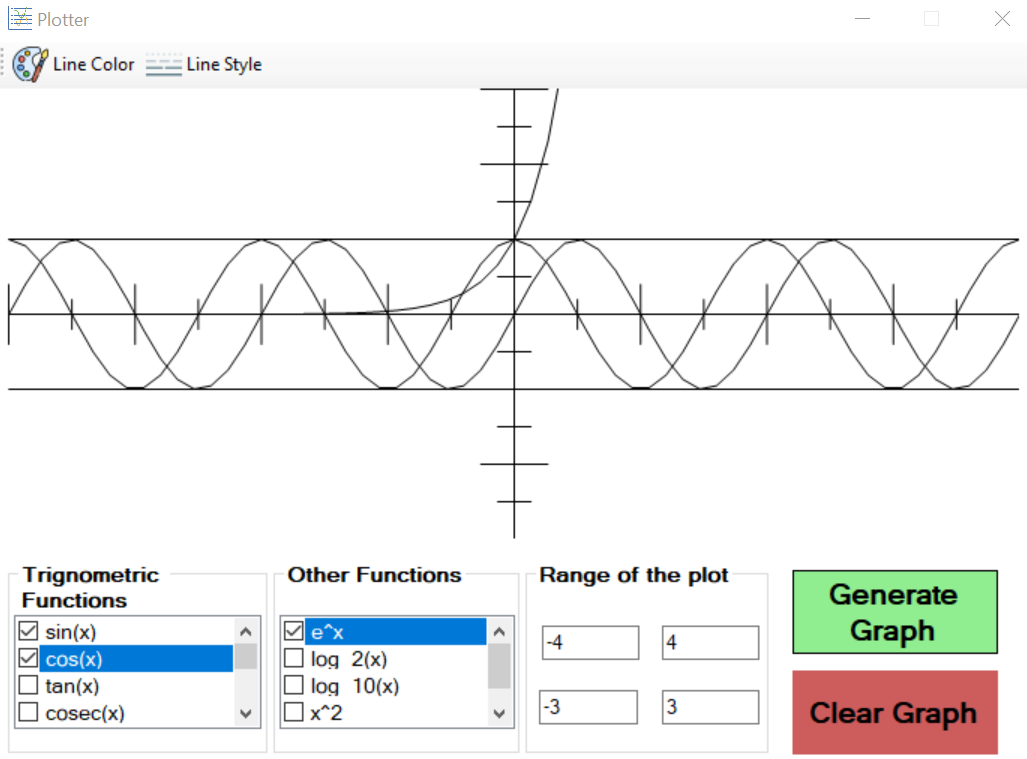 Plotter
Line Color Line Style
Trignometric
Functions
sin(x)
cos(x)
tan(x)
cosec(x)
Other Functions
e^x
log 2(x)
log 10(x)
x^2
Range of the plot
-4 4
-3 3
Generate
Graph
Clear Graph